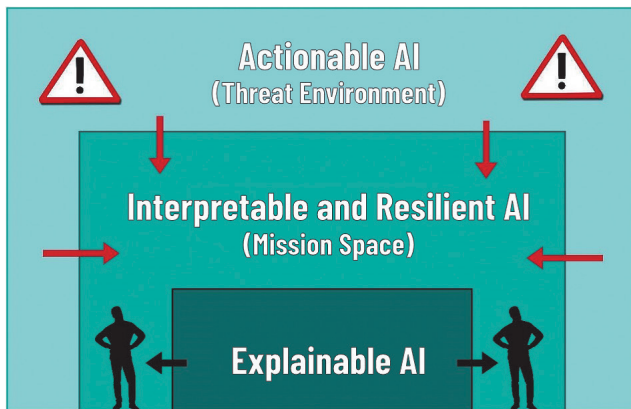 Actionable AI
(Threat Environment)
Interpretable and Resilient AI
(Mission Space)
Explainable AI